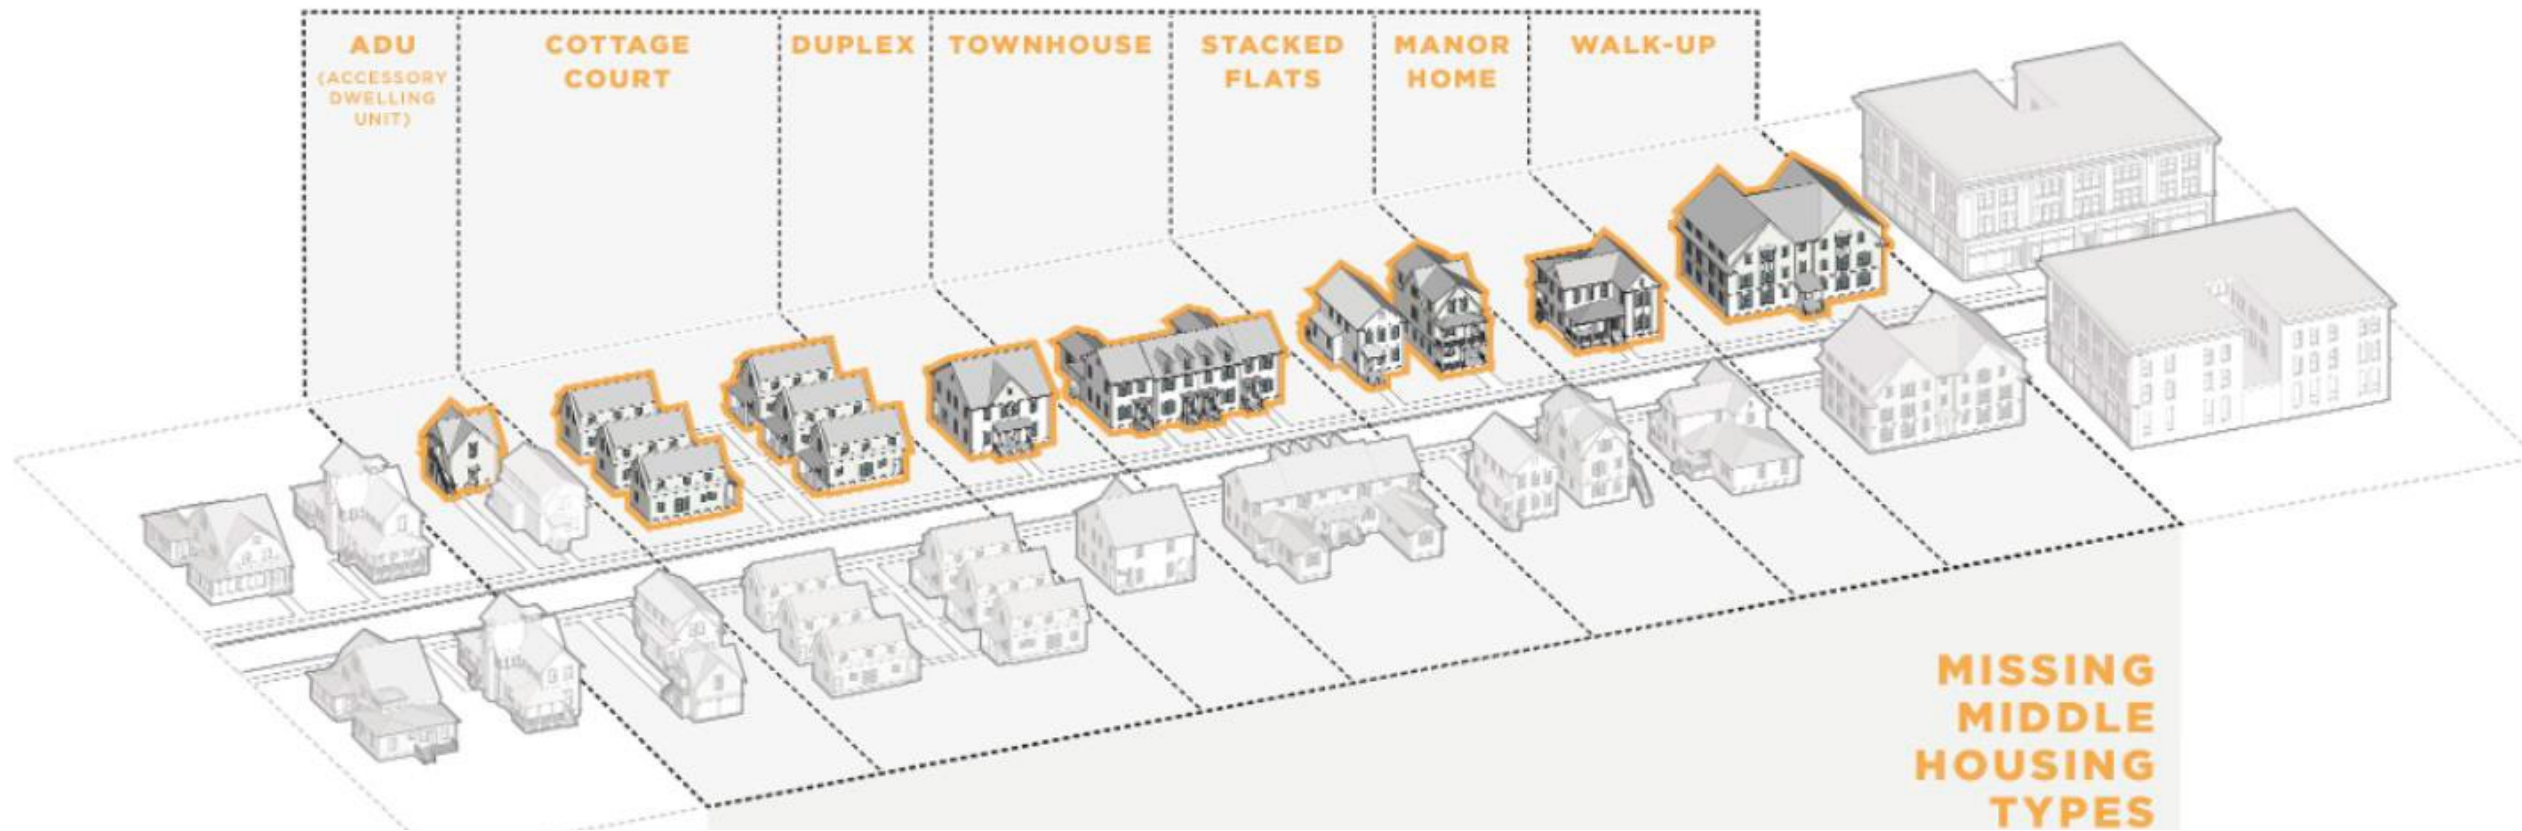 ADU
(ACCESSORY
DWELLING
UNIT)
COTTAGE
COURT
DUPLEX
TOWNHOUSE
STACKED
FLATS
MANOR
HOME
WALK-UP
MISSING
MIDDLE
HOUSING
TYPES